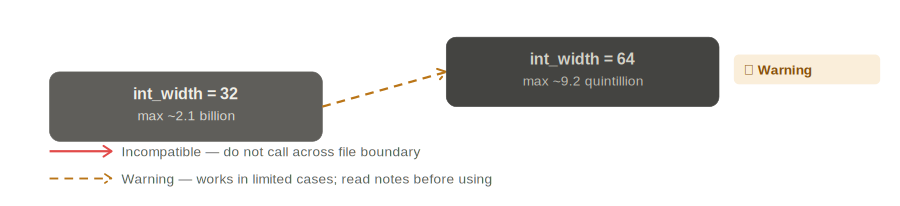 int_width = 32
max ~2.1 billion
int_width = 64
max ~9.2 quintillion
Warning
Incompatible — do not call across file boundary
Warning — works in limited cases; read notes before using